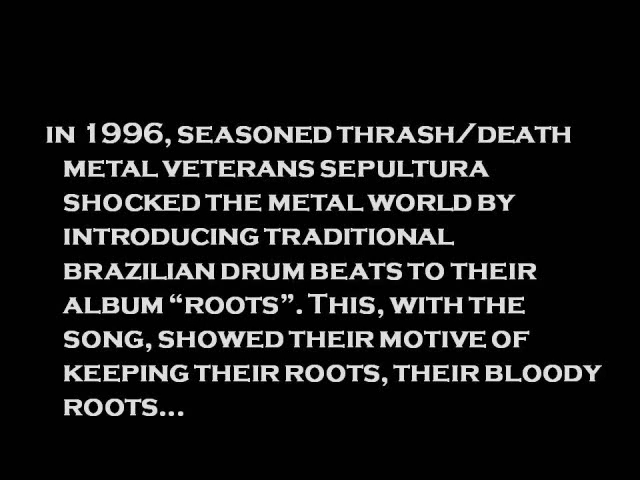 in 1996, seasoned thrash/death
metal veterans sepultura
shocked the metal world by
introducing traditional
brazilian drum beats to their
album “roots”. This, with the
song, showed their motive of
keeping their roots, their bloody
roots...